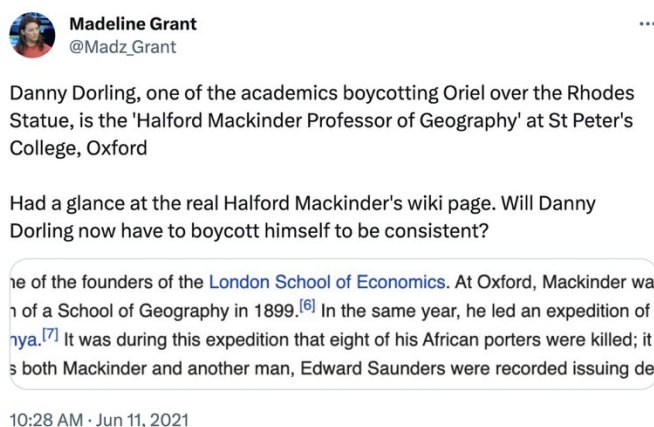 Madeline Grant
@Madz_Grant
Danny Dorling, one of the academics boycotting Oriel over the Rhodes
Statue, is the 'Halford Mackinder Professor of Geography' at St Peter's
College, Oxford
Had a glance at the real Halford Mackinder's wiki page. Will Danny
Dorling now have to boycott himself to be consistent?
of the founders of the London School of Economics. At Oxford, Mackinder
of a School of Geography in 1899.[6] In the same year, he led an expedition of
[7] It was during this expedition that eight of his African porters were killed; it
both Mackinder and another man, Edward Saunders were recorded issuing
10:28 AM · Jun 11, 2021